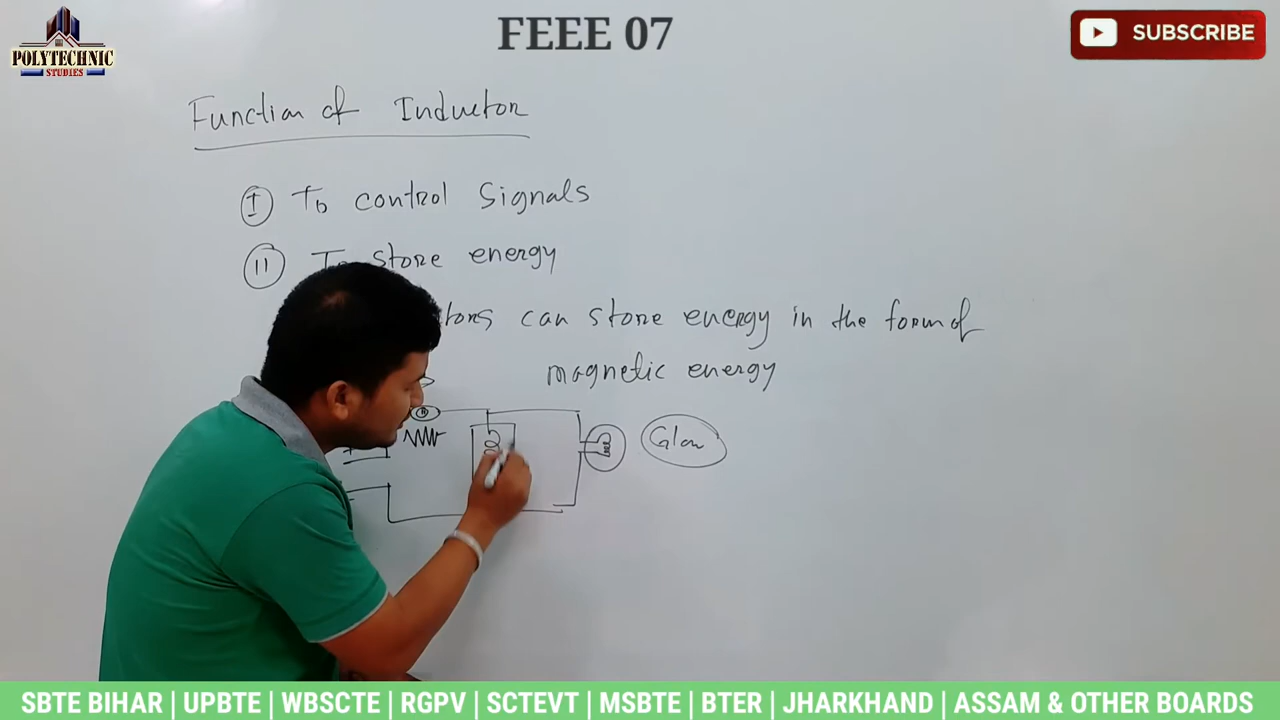 FEEE 07
POLYTECHNIC
STUDIES
SUBSCRIBE
Function of Inductor
I To control Signals
II To store energy
can store energy in the form of
magnetic energy
A
Glow
SBTE BIHAR | UPBTE | WBSCTE | RGPV | SCTEVT | MSBTE | BTER | JHARKHAND | ASSAM & OTHER BOARDS